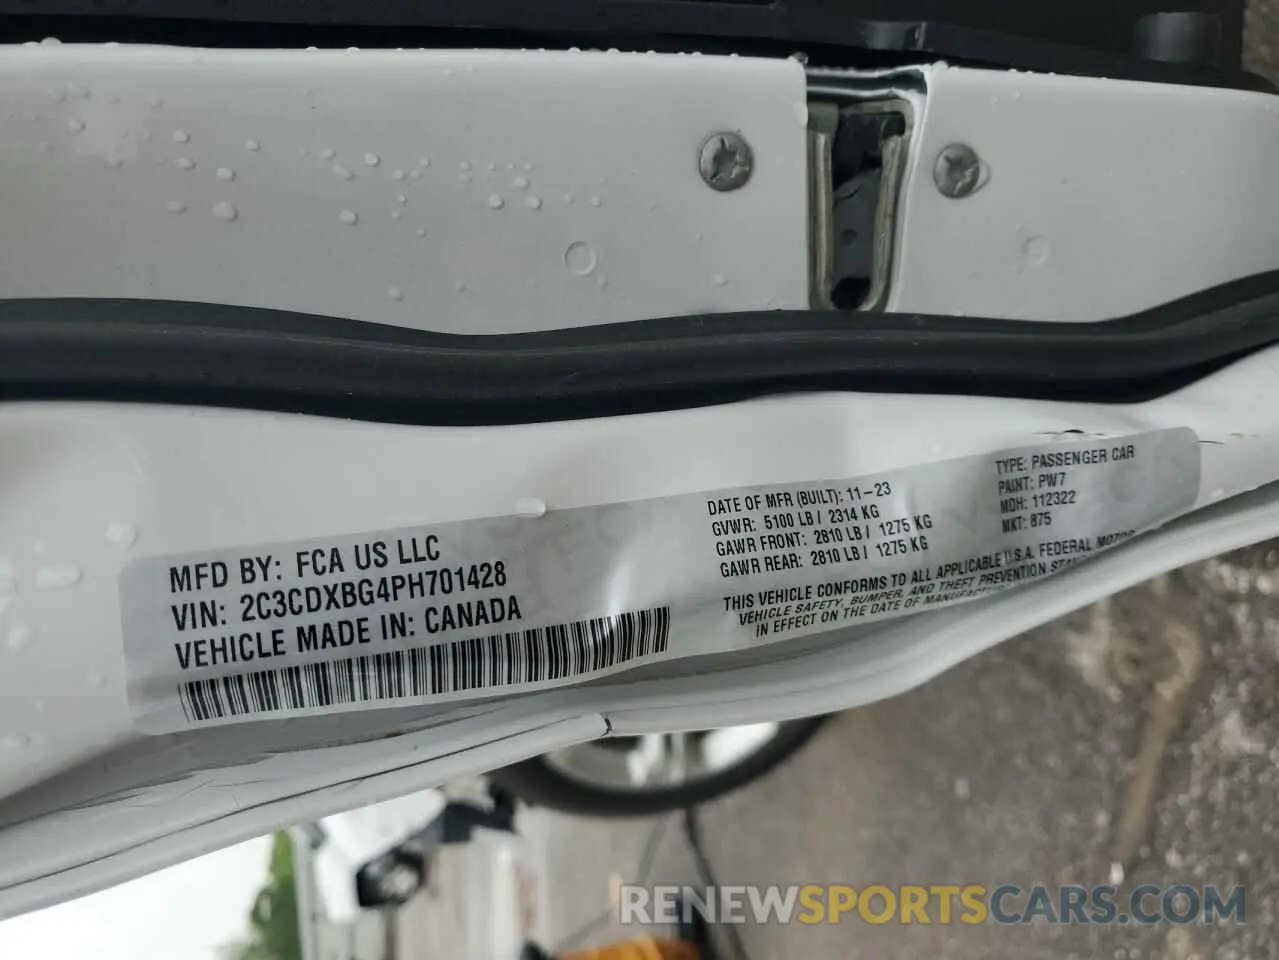 MFD BY: FCA US LLC
VIN: 2C3CDXBG4PH701428
VEHICLE MADE IN: CANADA
DATE OF MFR (BUILT): 11-23
GVWR: 5100 LB / 2314 KG
GAWR FRONT: 2810 LB / 1275 KG
GAWR REAR: 2810 LB / 1275 KG
TYPE: PASSENGER CAR
PAINT: PW7
MDH: 112322
MKT: 875
THIS VEHICLE CONFORMS TO ALL APPLICABLE U.S.A. FEDERAL MOTOR
VEHICLE SAFETY, BUMPER, AND THEFT PREVENTION
IN EFFECT ON THE DATE OF
RENEWSPORTSCARS.COM